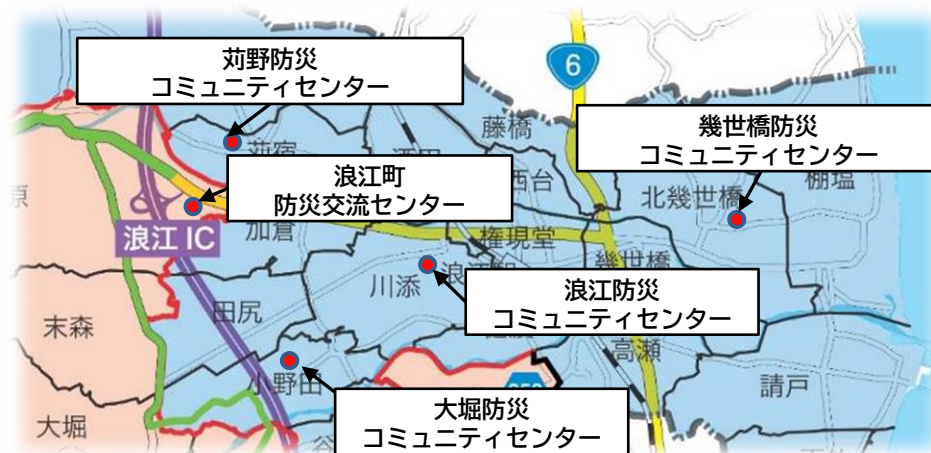 苅野防災
コミュニティセンター
6
藤橋
幾世橋防災
コミュニティセンター
苅宿
西台
棚塩
浪江町
防災交流センター
北幾世橋
浪江 IC
加倉
権現堂
幾世橋
川添
浪江防災
コミュニティセンター
田尻
末森
高瀬
小野田
請戸
大堀防災
コミュニティセンター
大堀